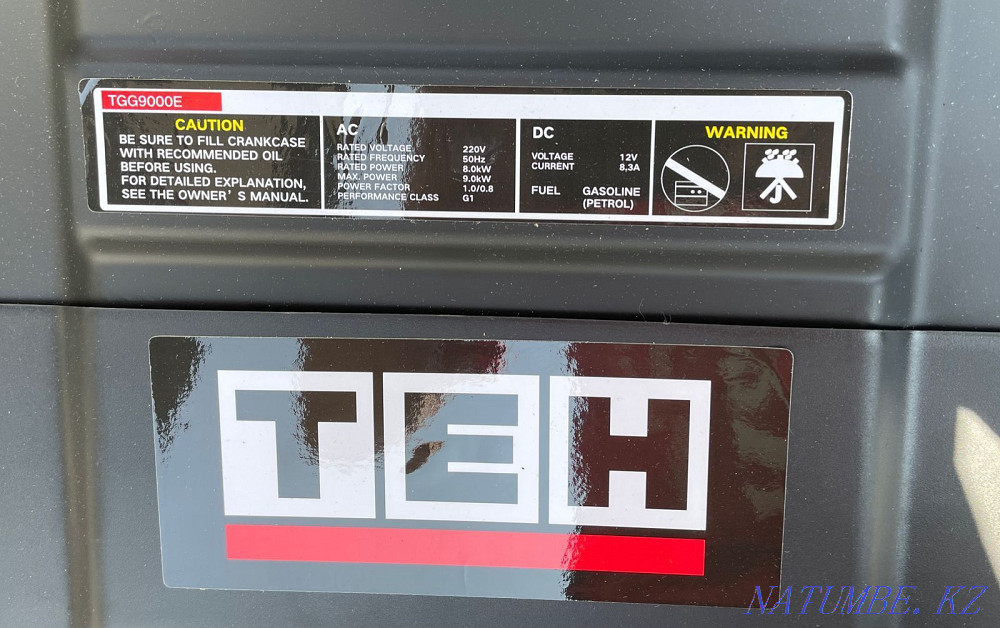 TGG9000E
CAUTION
BE SURE TO FILL CRANKCASE
WITH RECOMMENDED OIL
BEFORE USING.
FOR DETAILED EXPLANATION,
SEE THE OWNER'S MANUAL.
AC
RATED VOLTAGE 220V
RATED FREQUENCY 50Hz
RATED POWER 8.0kW
MAX. POWER 9.0kW
POWER FACTOR 1.0/0.8
PERFORMANCE CLASS G1
DC
VOLTAGE 12V
CURRENT 8,3A
FUEL GASOLINE
(PETROL)
WARNING
TEH
NATUMBE.KZ